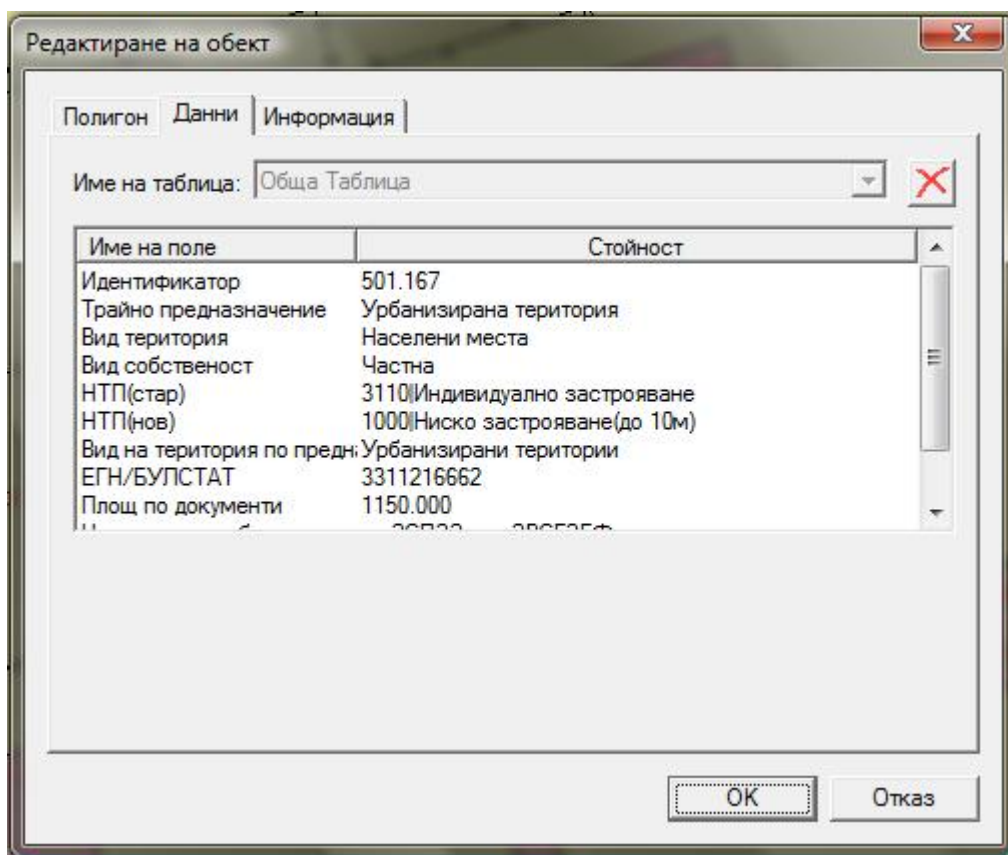 Редактиране на обект
Полигон Данни Информация
Име на таблица: Обща Таблица
Име на поле Стойност
Идентификатор 501.167
Трайно предназначение Урбанизирана територия
Вид територия Населени места
Вид собственост Частна
НТП(стар) 3110|Индивидуално застрояване
НТП(нов) 1000|Ниско застрояване(до 10м)
Вид на територия по предн Урбанизирани територии
ЕГН/БУЛСТАТ 3311216662
Площ по документи 1150.000
OK Отказ